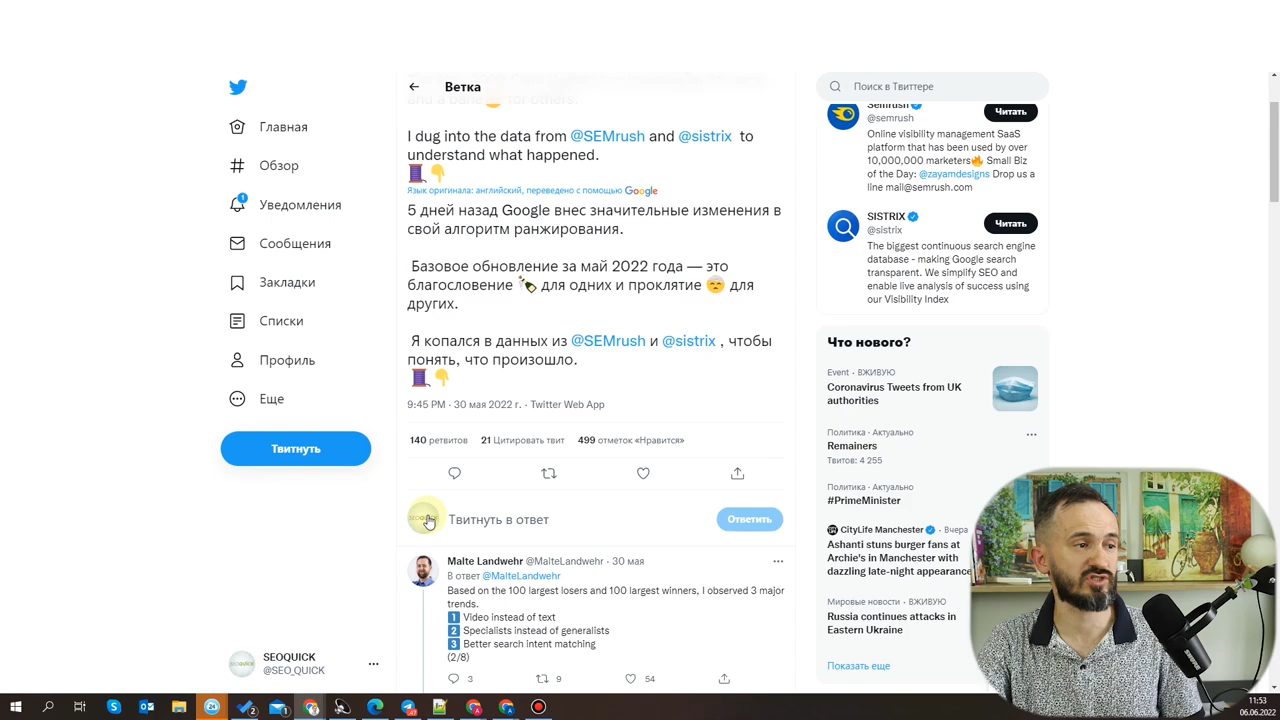 Ветка
Поиск в Твиттере
Главная
Обзор
1
Уведомления
Сообщения
Закладки
Списки
Профиль
Еще
Твитнуть
SEOQUICK
@SEO_QUICK
I dug into the data from @SEMrush and @sistrix to
understand what happened.
Язык оригинала: английский, переведено с помощью Google
5 дней назад Google внес значительные изменения в
свой алгоритм ранжирования.
Базовое обновление за май 2022 года — это
благословение для одних и проклятие для
других.
Я копался в данных из @SEMrush и @sistrix , чтобы
понять, что произошло.
9:45 PM · 30 мая 2022 г. · Twitter Web App
140 ретвитов 21 Цитировать твит 499 отметок «Нравится»
Твитнуть в ответ
Ответить
Malte Landwehr @MalteLandwehr · 30 мая
В ответ @MalteLandwehr
Based on the 100 largest losers and 100 largest winners, I observed 3 major
trends.
1 Video instead of text
2 Specialists instead of generalists
3 Better search intent matching
(2/8)
3 9 54
Semrush
@semrush
Читать
Online visibility management SaaS
platform that has been used by over
10,000,000 marketers Small Biz
of the Day: @zayamdesigns Drop us a
line mail@semrush.com
SISTRIX
@sistrix
Читать
The biggest continuous search engine
database - making Google search
transparent. We simplify SEO and
enable live analysis of success using
our Visibility Index
Что нового?
Event · ВЖИВУЮ
Coronavirus Tweets from UK
authorities
Политика · Актуально
Remainers
Твитов: 4 255
Политика · Актуально
#PrimeMinister
CityLife Manchester · Вчера
Ashanti stuns burger fans at
Archie's in Manchester with
dazzling late-night appearance
Мировые новости · ВЖИВУЮ
Russia continues attacks in
Eastern Ukraine
Показать еще
SHURE
11:53
06.06.2022